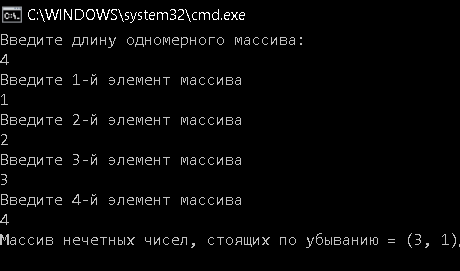 C:\WINDOWS\system32\cmd.exe
Введите длину одномерного массива:
4
Введите 1-й элемент массива
1
Введите 2-й элемент массива
2
Введите 3-й элемент массива
3
Введите 4-й элемент массива
4
Массив нечетных чисел, стоящих по убыванию = (3, 1)